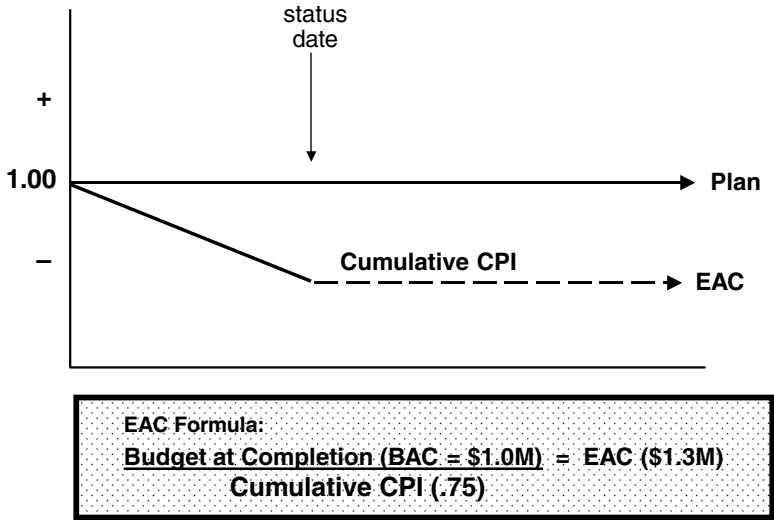 status
date
+
1.00
Plan
–
Cumulative CPI
EAC
EAC Formula:
Budget at Completion (BAC = $1.0M) = EAC ($1.3M)
Cumulative CPI (.75)